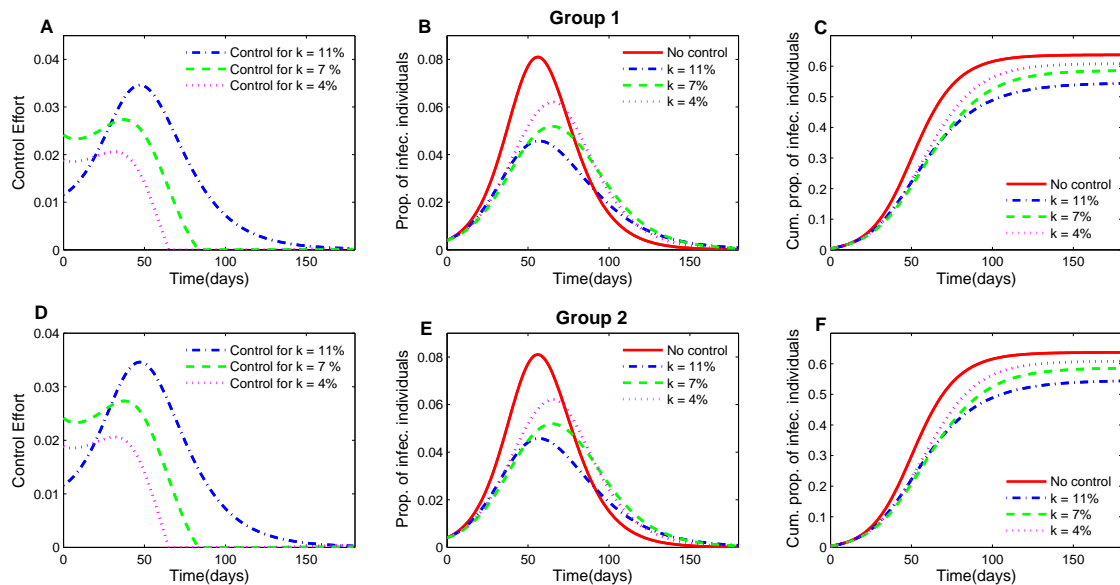 Group 1
A
Control Effort
0.04
0.03
0.02
0.01
0
0
50
100
150
Time(days)
Control for k = 11%
Control for k = 7 %
Control for k = 4%
B
Prop. of infec. individuals
0.08
0.06
0.04
0.02
0
0
50
100
150
Time(days)
No control
k = 11%
k = 7%
k = 4%
C
Cum. prop. of infec. individuals
0.6
0.5
0.4
0.3
0.2
0.1
0
0
50
100
150
Time(days)
No control
k = 11%
k = 7%
k = 4%
Group 2
D
Control Effort
0.04
0.03
0.02
0.01
0
0
50
100
150
Time(days)
Control for k = 11%
Control for k = 7 %
Control for k = 4%
E
Prop. of infec. individuals
0.08
0.06
0.04
0.02
0
0
50
100
150
Time(days)
No control
k = 11%
k = 7%
k = 4%
F
Cum. prop. of infec. individuals
0.6
0.5
0.4
0.3
0.2
0.1
0
0
50
100
150
Time(days)
No control
k = 11%
k = 7%
k = 4%